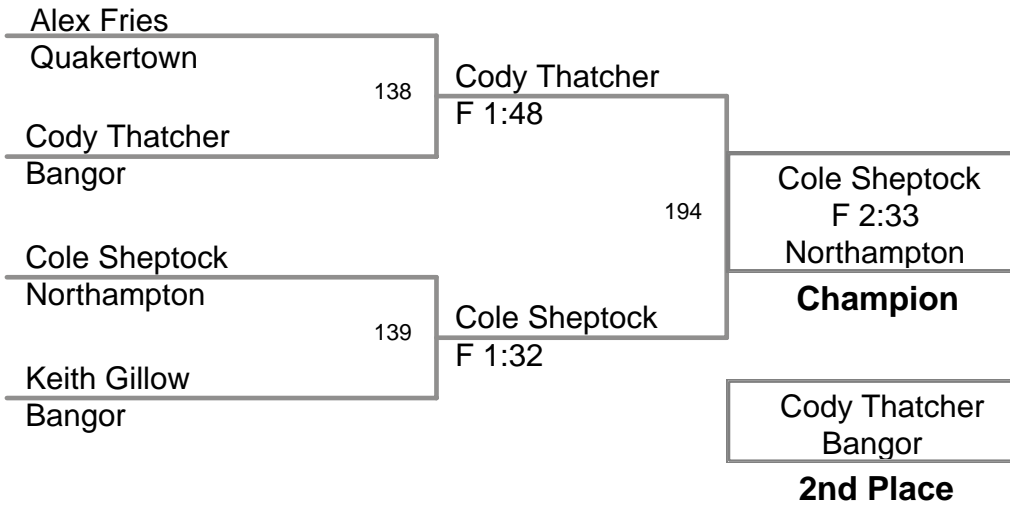 Alex Fries
Quakertown
138
Cody Thatcher
Bangor
Cody Thatcher
F 1:48
Cole Sheptock
Northampton
139
Keith Gillow
Bangor
Cole Sheptock
F 1:32
194
Cole Sheptock
F 2:33
Northampton
Champion
Cody Thatcher
Bangor
2nd Place